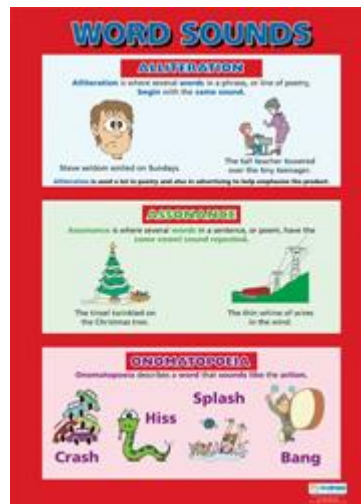 WORD SOUNDS
ALLITERATION
Alliteration is where several words in a phrase, or line of poetry,
begin with the same sound.
Steve seldom smiled on Sundays.
The tall teacher towered
over the tiny teenager.
Alliteration is used a lot in poetry and also in advertising to help emphasise the product
ASSONANCE
Assonance is where several words in a sentence, or poem, have the
same vowel sound repeated.
The tinsel twinkled on
the Christmas tree.
The thin whine of wires
in the wind.
ONOMATOPOEIA
Onomatopoeia describes a word that sounds like the action.
Crash
Hiss
Splash
Bang